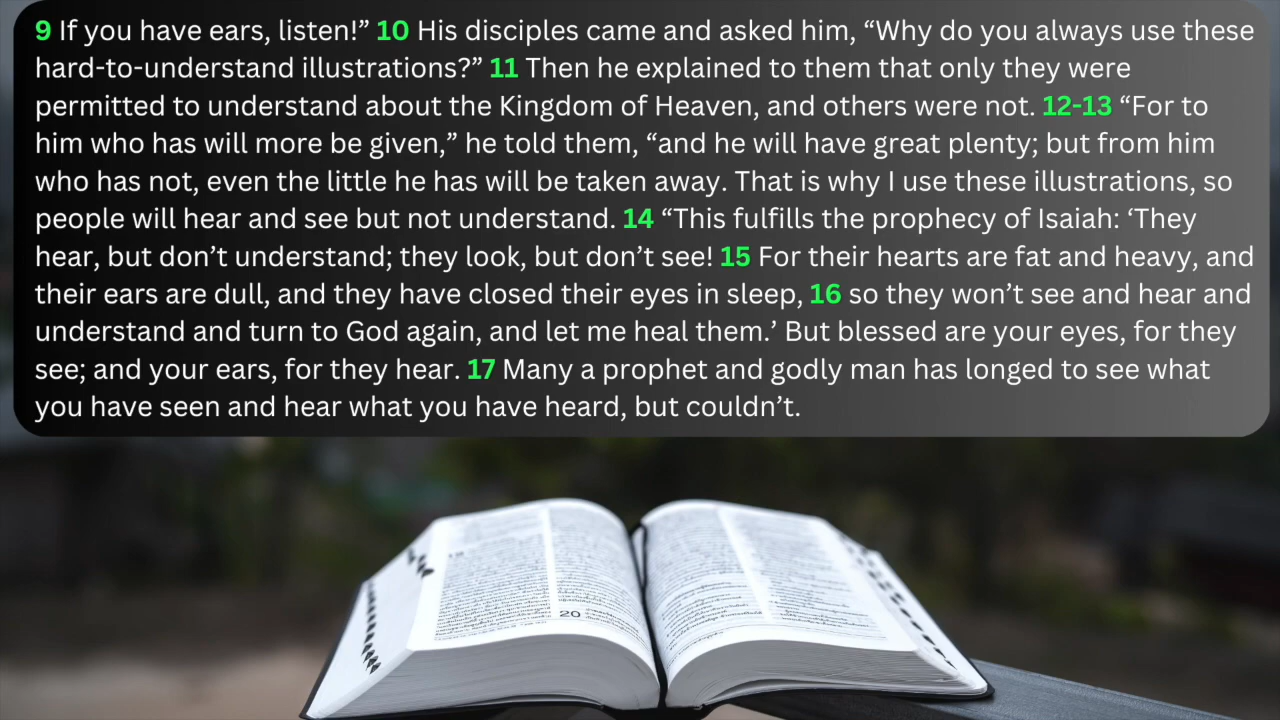 9 If you have ears, listen!” 10 His disciples came and asked him, “Why do you always use these
hard-to-understand illustrations?” 11 Then he explained to them that only they were
permitted to understand about the Kingdom of Heaven, and others were not. 12-13 “For to
him who has will more be given,” he told them, “and he will have great plenty; but from him
who has not, even the little he has will be taken away. That is why I use these illustrations, so
people will hear and see but not understand. 14 “This fulfills the prophecy of Isaiah: ‘They
hear, but don’t understand; they look, but don’t see! 15 For their hearts are fat and heavy, and
their ears are dull, and they have closed their eyes in sleep, 16 so they won’t see and hear and
understand and turn to God again, and let me heal them.’ But blessed are your eyes, for they
see; and your ears, for they hear. 17 Many a prophet and godly man has longed to see what
you have seen and hear what you have heard, but couldn’t.
20